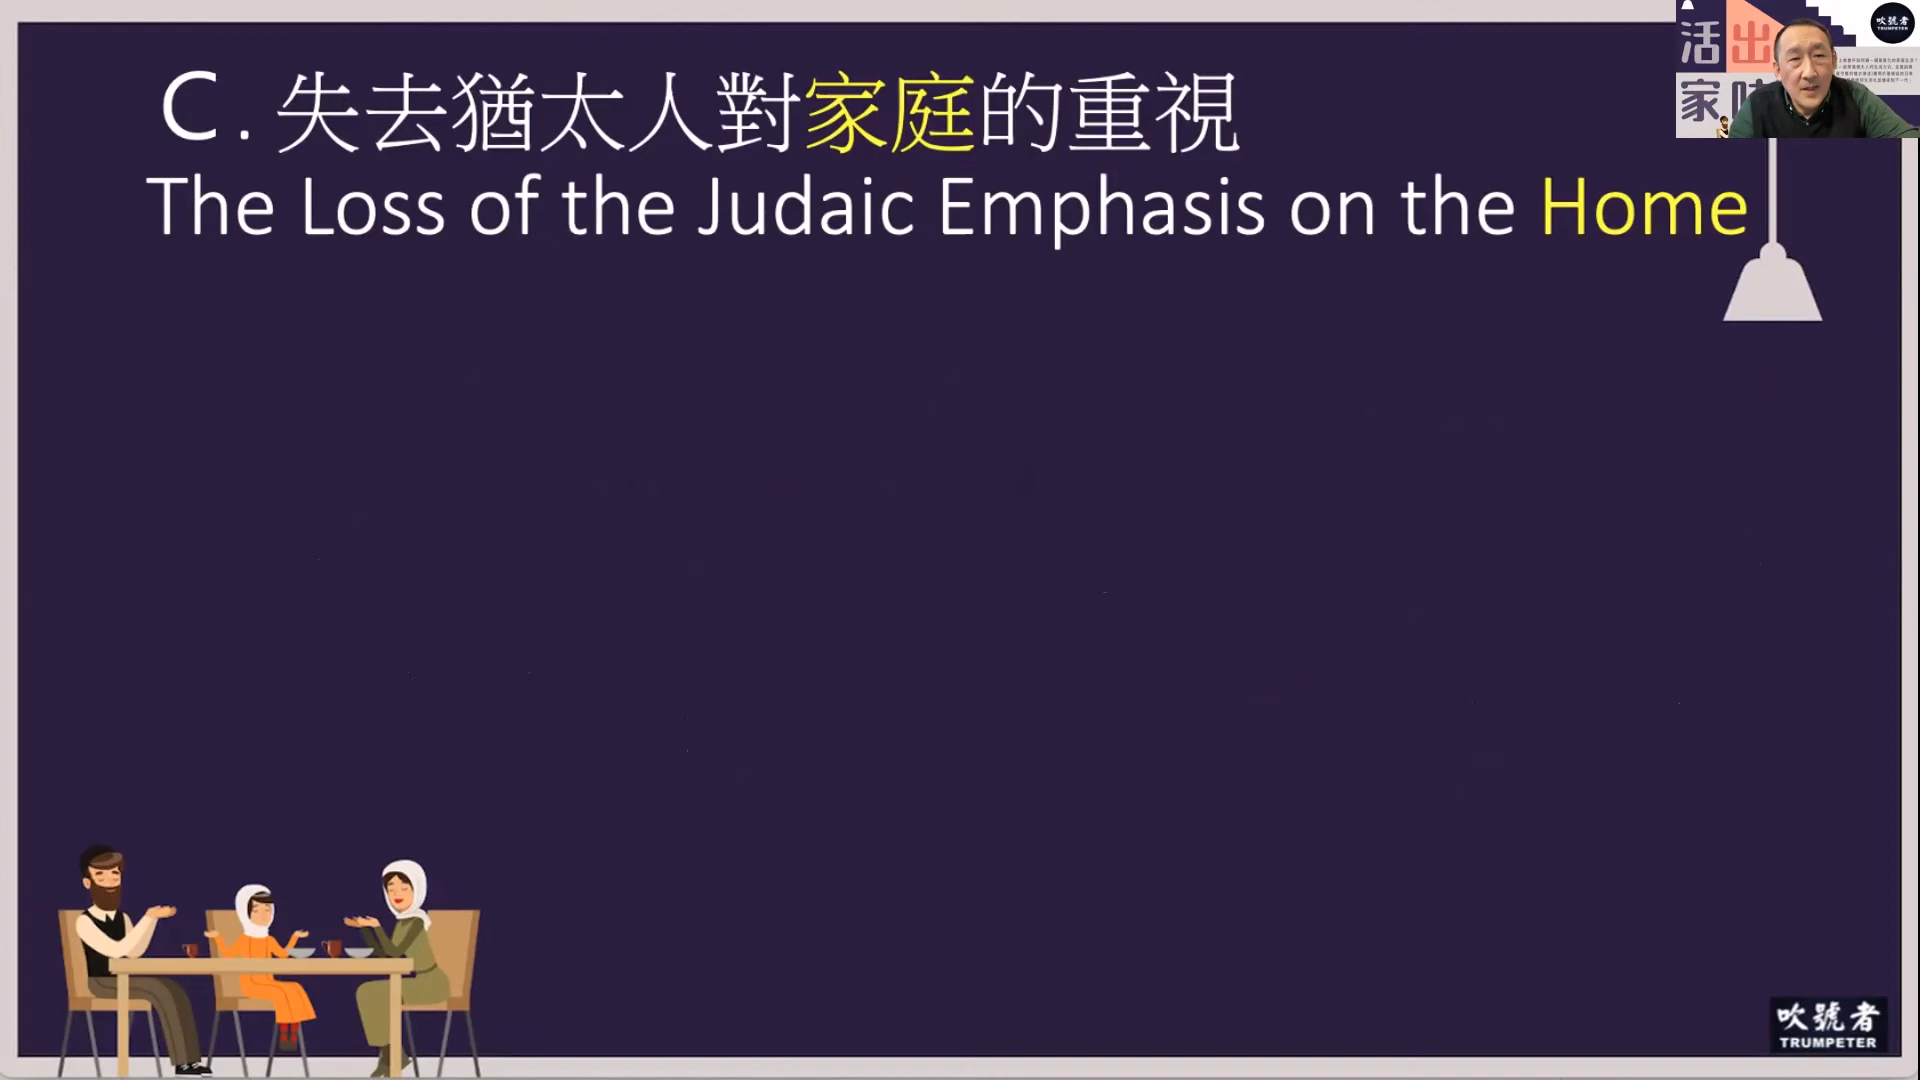 C. 失去猶太人對家庭的重視
The Loss of the Judaic Emphasis on the Home
活出
家
吹號者
TRUMPETER
吹號者
TRUMPETER